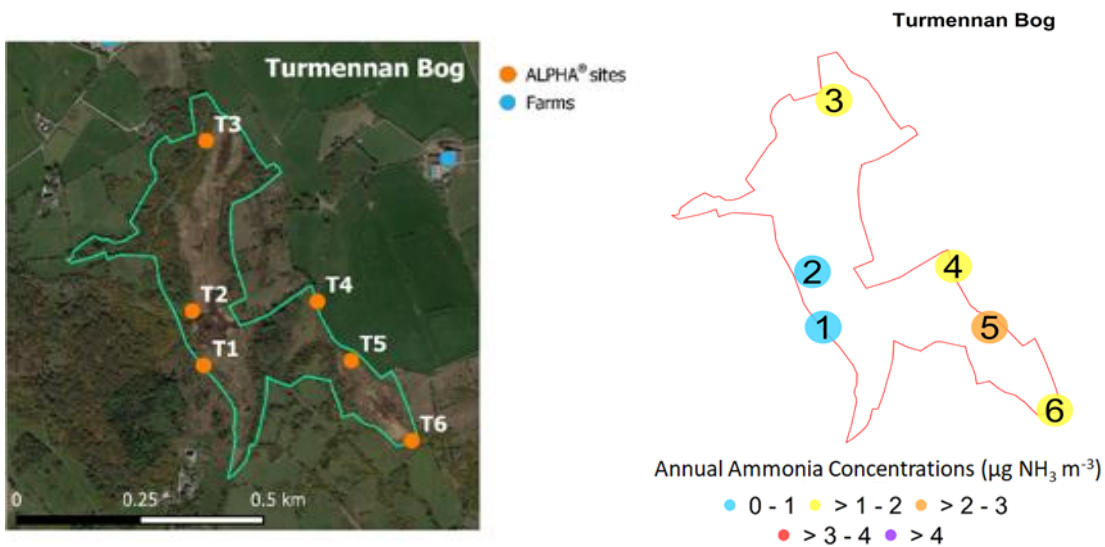 Turmennan Bog
T3
T2
T4
T1
T5
T6
0
0.25
0.5 km
ALPHA® sites
Farms
Turmennan Bog
3
2
4
1
5
6
Annual Ammonia Concentrations (µg NH₃ m⁻³)
0 - 1
> 1 - 2
> 2 - 3
> 3 - 4
> 4